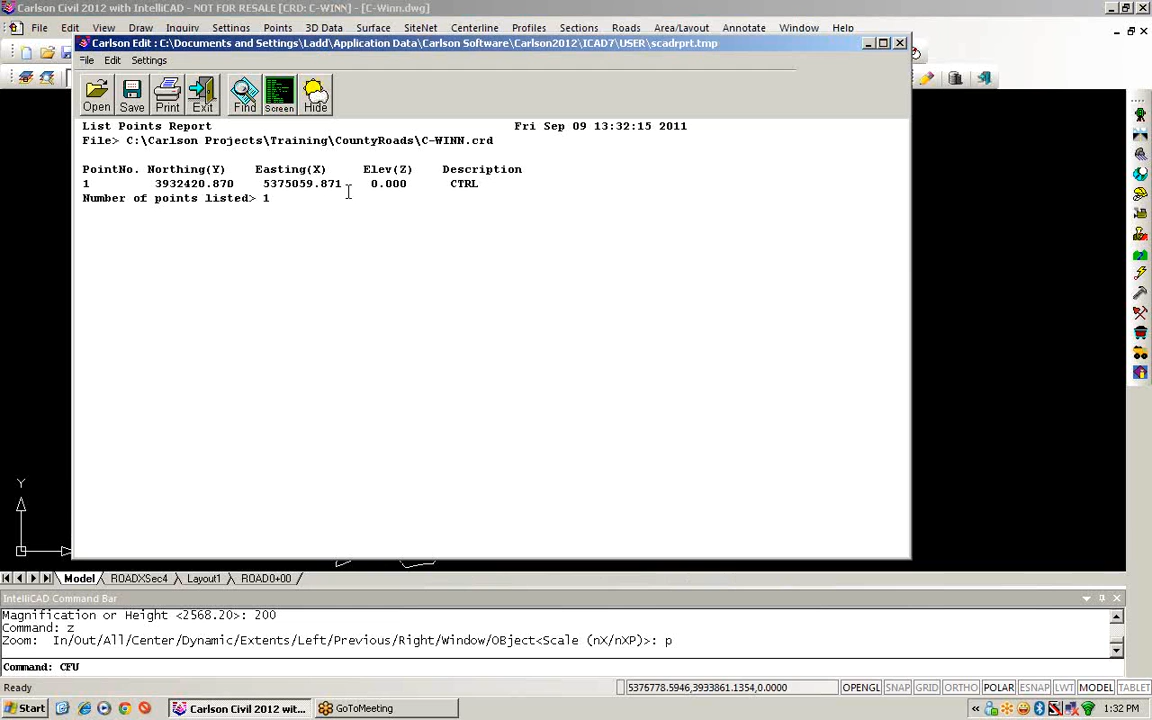 Carlson Civil 2012 with IntelliCAD - NOT FOR RESALE [CRD: C-WINN] - [C-Winn.dwg]
File Edit View Draw Inquiry Settings Points 3D Data Surface SiteNet Centerline Profiles Sections Roads Area/Layout Annotate Window Help
Carlson Edit : C:\Documents and Settings\Ladd\Application Data\Carlson Software\Carlson2012\ICAD7\USER\scadrprt.tmp
File Edit Settings
Open Save Print Exit Find Screen Hide
List Points Report Fri Sep 09 13:32:15 2011
File> C:\Carlson Projects\Training\CountyRoads\C-WINN.crd
PointNo. Northing(Y) Easting(X) Elev(Z) Description
1 3932420.870 5375059.871 0.000 CTRL
Number of points listed> 1
Y
Model ROADXSec4 Layout1 ROAD0+00
IntelliCAD Command Bar
Magnification or Height <2568.20>: 200
Command: z
Zoom: In/Out/All/Center/Dynamic/Extents/Left/Previous/Right/Window/OBject<Scale (nX/nXP)>: p
Command: CFU
Ready 5376778.5946,3933861.1354,0.0000 OPENGL SNAP GRID ORTHO POLAR ESNAP LWT MODEL TABLET
Start Carlson Civil 2012 wit... GoToMeeting 1:32 PM